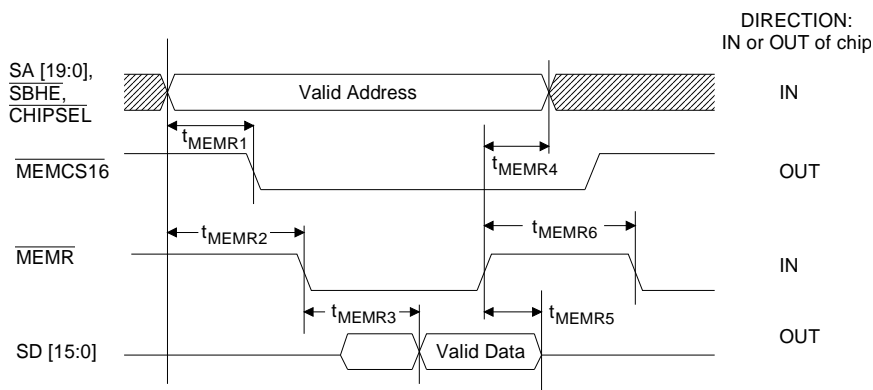 DIRECTION:
IN or OUT of chip
SA [19:0],
SBHE,
CHIPSEL
Valid Address
IN
tMEMR1
tMEMR4
MEMCS16
OUT
tMEMR2
tMEMR6
MEMR
IN
tMEMR3
tMEMR5
OUT
SD [15:0]
Valid Data